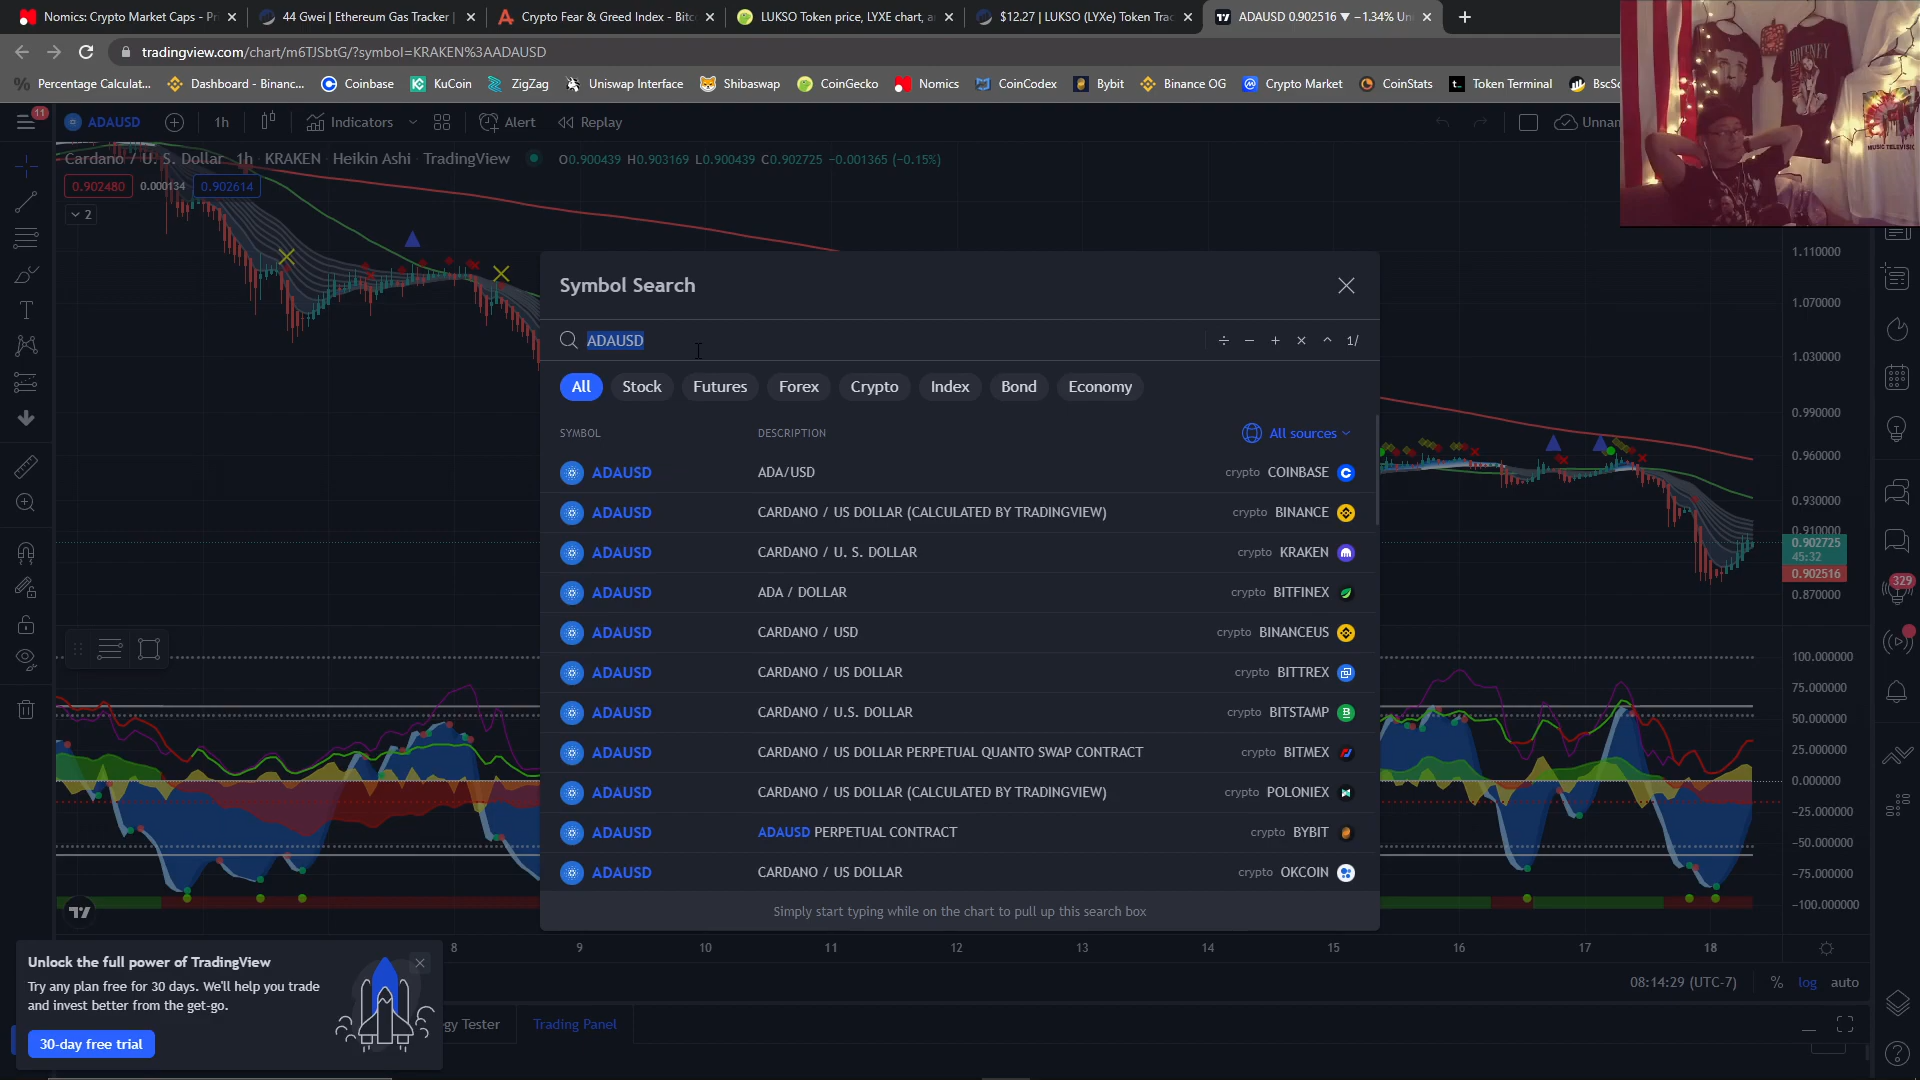 Nomics: Crypto Market Caps - Pr
44 Gwei | Ethereum Gas Tracker |
Crypto Fear & Greed Index - Bitc
LUKSO Token price, LYXE chart, a
$12.27 | LUKSO (LYXe) Token Trac
ADAUSD 0.902516 ▼ −1.34% Un
tradingview.com/chart/m6TJSbtG/?symbol=KRAKEN%3AADAUSD
Percentage Calculat...
Dashboard - Binanc...
Coinbase
KuCoin
ZigZag
Uniswap Interface
Shibaswap
CoinGecko
Nomics
CoinCodex
Bybit
Binance OG
Crypto Market
CoinStats
Token Terminal
BscSc
11
ADAUSD
1h
Indicators
Alert
Replay
Unnan
Cardano / U. S. Dollar · 1h · KRAKEN · Heikin Ashi · TradingView
O0.900439 H0.903169 L0.900439 C0.902725 −0.001365 (−0.15%)
0.902480 0.000134 0.902614
2
BRITNEY
MUSIC TELEVISION
Symbol Search
ADAUSD
÷ − + × ^ 1/
All Stock Futures Forex Crypto Index Bond Economy
SYMBOL DESCRIPTION All sources
ADAUSD ADA/USD crypto COINBASE
ADAUSD CARDANO / US DOLLAR (CALCULATED BY TRADINGVIEW) crypto BINANCE
ADAUSD CARDANO / U. S. DOLLAR crypto KRAKEN
ADAUSD ADA / DOLLAR crypto BITFINEX
ADAUSD CARDANO / USD crypto BINANCEUS
ADAUSD CARDANO / US DOLLAR crypto BITTREX
ADAUSD CARDANO / U.S. DOLLAR crypto BITSTAMP
ADAUSD CARDANO / US DOLLAR PERPETUAL QUANTO SWAP CONTRACT crypto BITMEX
ADAUSD CARDANO / US DOLLAR (CALCULATED BY TRADINGVIEW) crypto POLONIEX
ADAUSD ADAUSD PERPETUAL CONTRACT crypto BYBIT
ADAUSD CARDANO / US DOLLAR crypto OKCOIN
Simply start typing while on the chart to pull up this search box
1.110000
1.070000
1.030000
0.990000
0.960000
0.930000
0.910000
0.902725
45:32
0.902516
0.870000
100.000000
75.000000
50.000000
25.000000
0.000000
−25.000000
−50.000000
−75.000000
−100.000000
329
8 9 10 11 12 13 14 15 16 17 18
08:14:29 (UTC-7) % log auto
Unlock the full power of TradingView
Try any plan free for 30 days. We'll help you trade
and invest better from the get-go.
30-day free trial
gy Tester
Trading Panel